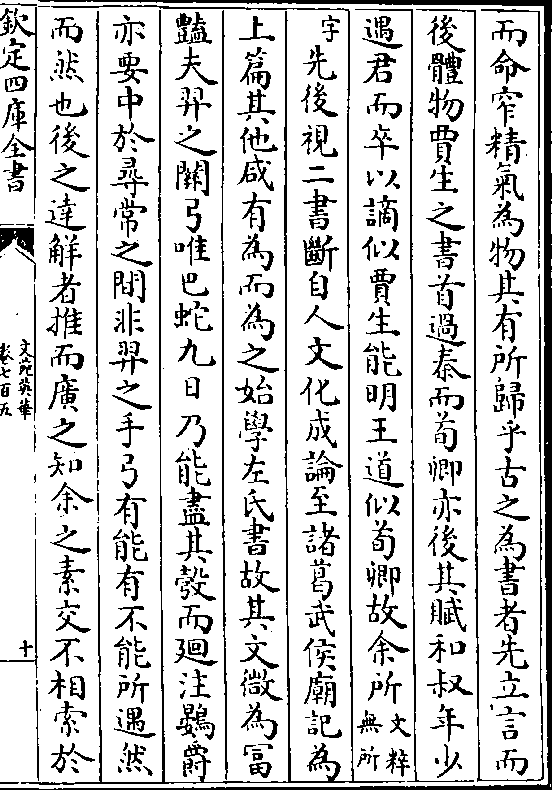 而命窄精氣為物其有所歸乎古之為書者先立言而
後體物賈生之書首過秦而荀卿亦後其賦和叔年少
遇君而卒以謫似賈生能明王道似荀卿故余所文粹無所
字先後視二書斷自人文化成論至諸葛武侯廟記為
上篇其他咸有為而為之始學左氏書故其文微為富
豔夫羿之關弓唯巴蛇九日乃能盡其彀而廻注鷃爵
亦要中於尋常之間非羿之手弓有能有不能所遇然
而然也後之達解者推而廣之知余之素交不相索於
欽定四庫全書
文苑英華
卷七百五
十